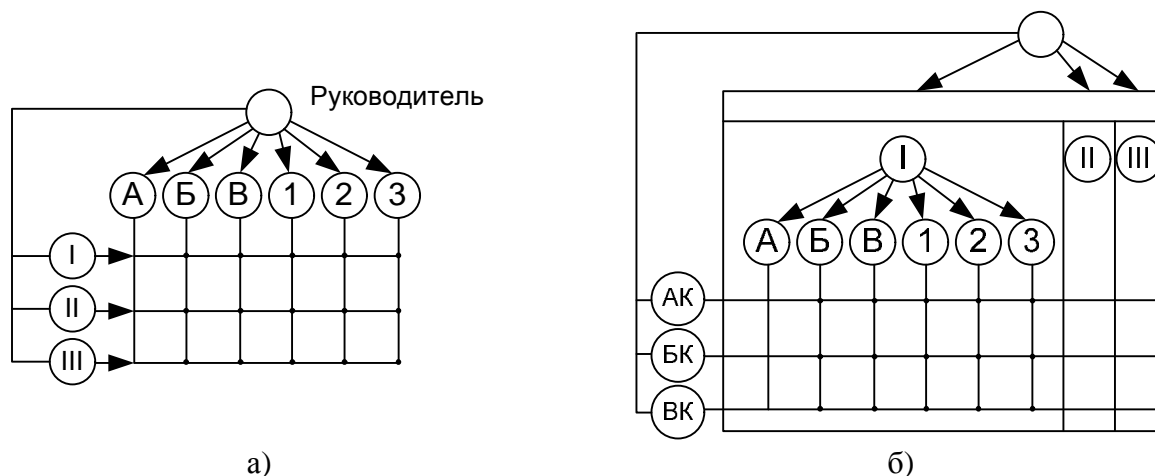 Руководитель
А Б В 1 2 3
I
II
III
а)
I II III
А Б В 1 2 3
АК
БК
ВК
б)